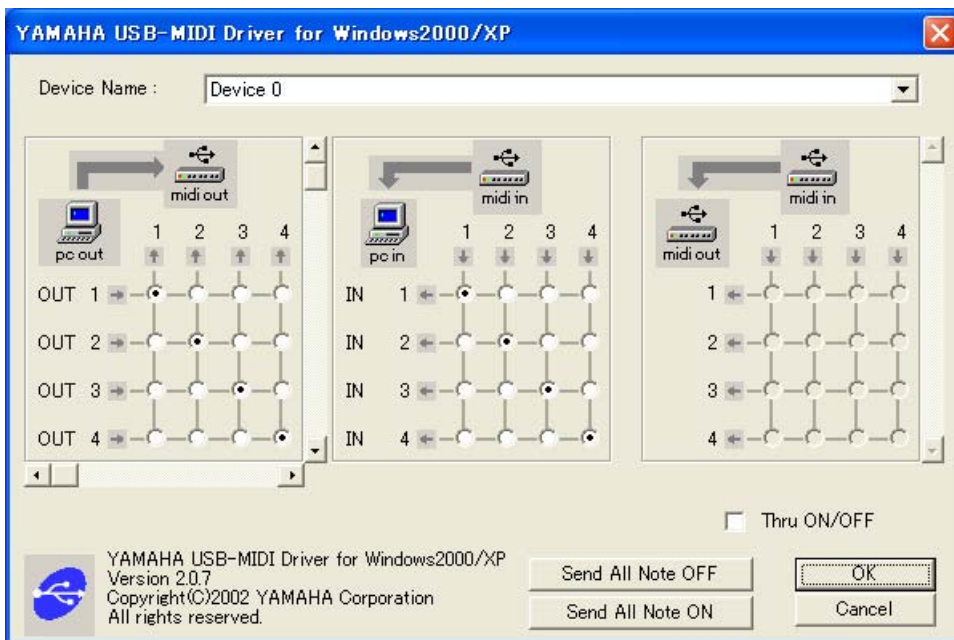 YAMAHA USB-MIDI Driver for Windows2000/XP
Device Name :
Device 0
midi out
pc out
1 2 3 4
OUT 1
OUT 2
OUT 3
OUT 4
midi in
pc in
1 2 3 4
IN 1
IN 2
IN 3
IN 4
midi in
midi out
1 2 3 4
1
2
3
4
Thru ON/OFF
YAMAHA USB-MIDI Driver for Windows2000/XP
Version 2.0.7
Copyright(C)2002 YAMAHA Corporation
All rights reserved.
Send All Note OFF
Send All Note ON
OK
Cancel